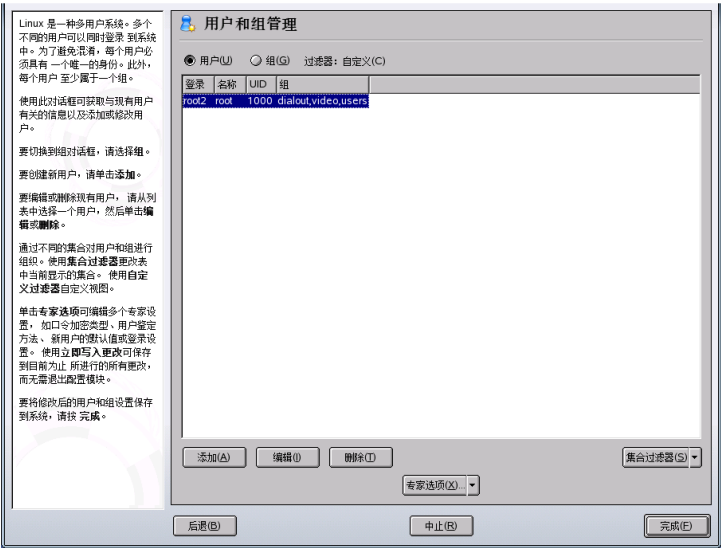 Linux 是一种多用户系统。多个
不同的用户可以同时登录 到系统
中。为了避免混淆，每个用户必
须具有 一个唯一的身份。此外，
每个用户 至少属于一个组。
使用此对话框可获取与现有用户
有关的信息以及添加或修改用
户。
要切换到组对话框，请选择组。
要创建新用户，请单击添加。
要编辑或删除现有用户， 请从列
表中选择一个用户，然后单击编
辑或删除。
通过不同的集合对用户和组进行
组织。使用集合过滤器更改表
中当前显示的集合。 使用自定
义过滤器自定义视图。
单击专家选项可编辑多个专家设
置， 如口令加密类型、用户鉴定
方法、 新用户的默认值或登录设
置。 使用立即写入更改可保存
到目前为止 所进行的所有更改，
而无需退出配置模块。
要将修改后的用户和组设置保存
到系统，请按 完成。
用户和组管理
用户(U) 组(G) 过滤器：自定义(C)
登录 名称 UID 组
root2 root 1000 dialout,video,users
添加(A) 编辑(I) 删除(T) 集合过滤器(S)
专家选项(X)...
后退(B) 中止(R) 完成(F)